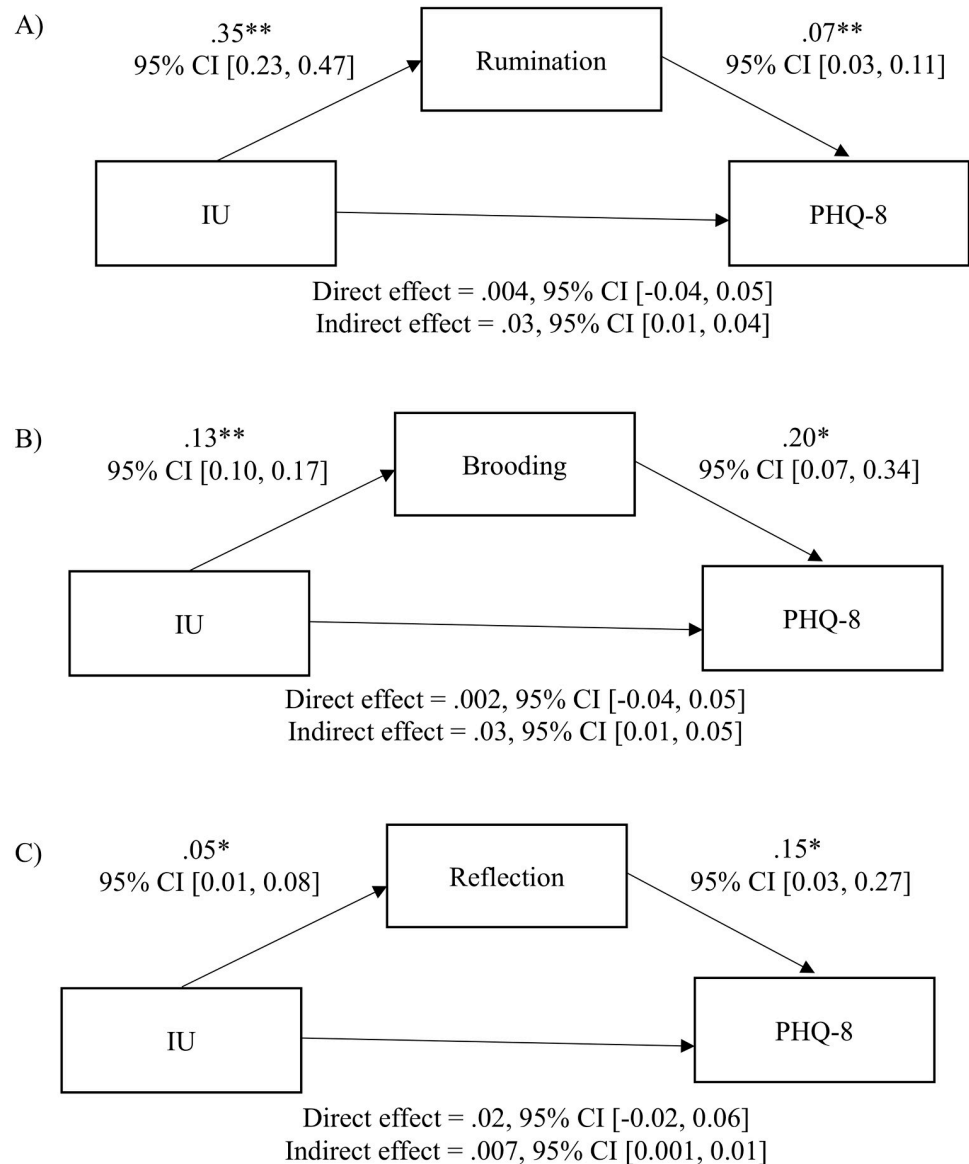 A)
.35**
95% CI [0.23, 0.47]
Rumination
.07**
95% CI [0.03, 0.11]
IU
PHQ-8
Direct effect = .004, 95% CI [-0.04, 0.05]
Indirect effect = .03, 95% CI [0.01, 0.04]
B)
.13**
95% CI [0.10, 0.17]
Brooding
.20*
95% CI [0.07, 0.34]
IU
PHQ-8
Direct effect = .002, 95% CI [-0.04, 0.05]
Indirect effect = .03, 95% CI [0.01, 0.05]
C)
.05*
95% CI [0.01, 0.08]
Reflection
.15*
95% CI [0.03, 0.27]
IU
PHQ-8
Direct effect = .02, 95% CI [-0.02, 0.06]
Indirect effect = .007, 95% CI [0.001, 0.01]